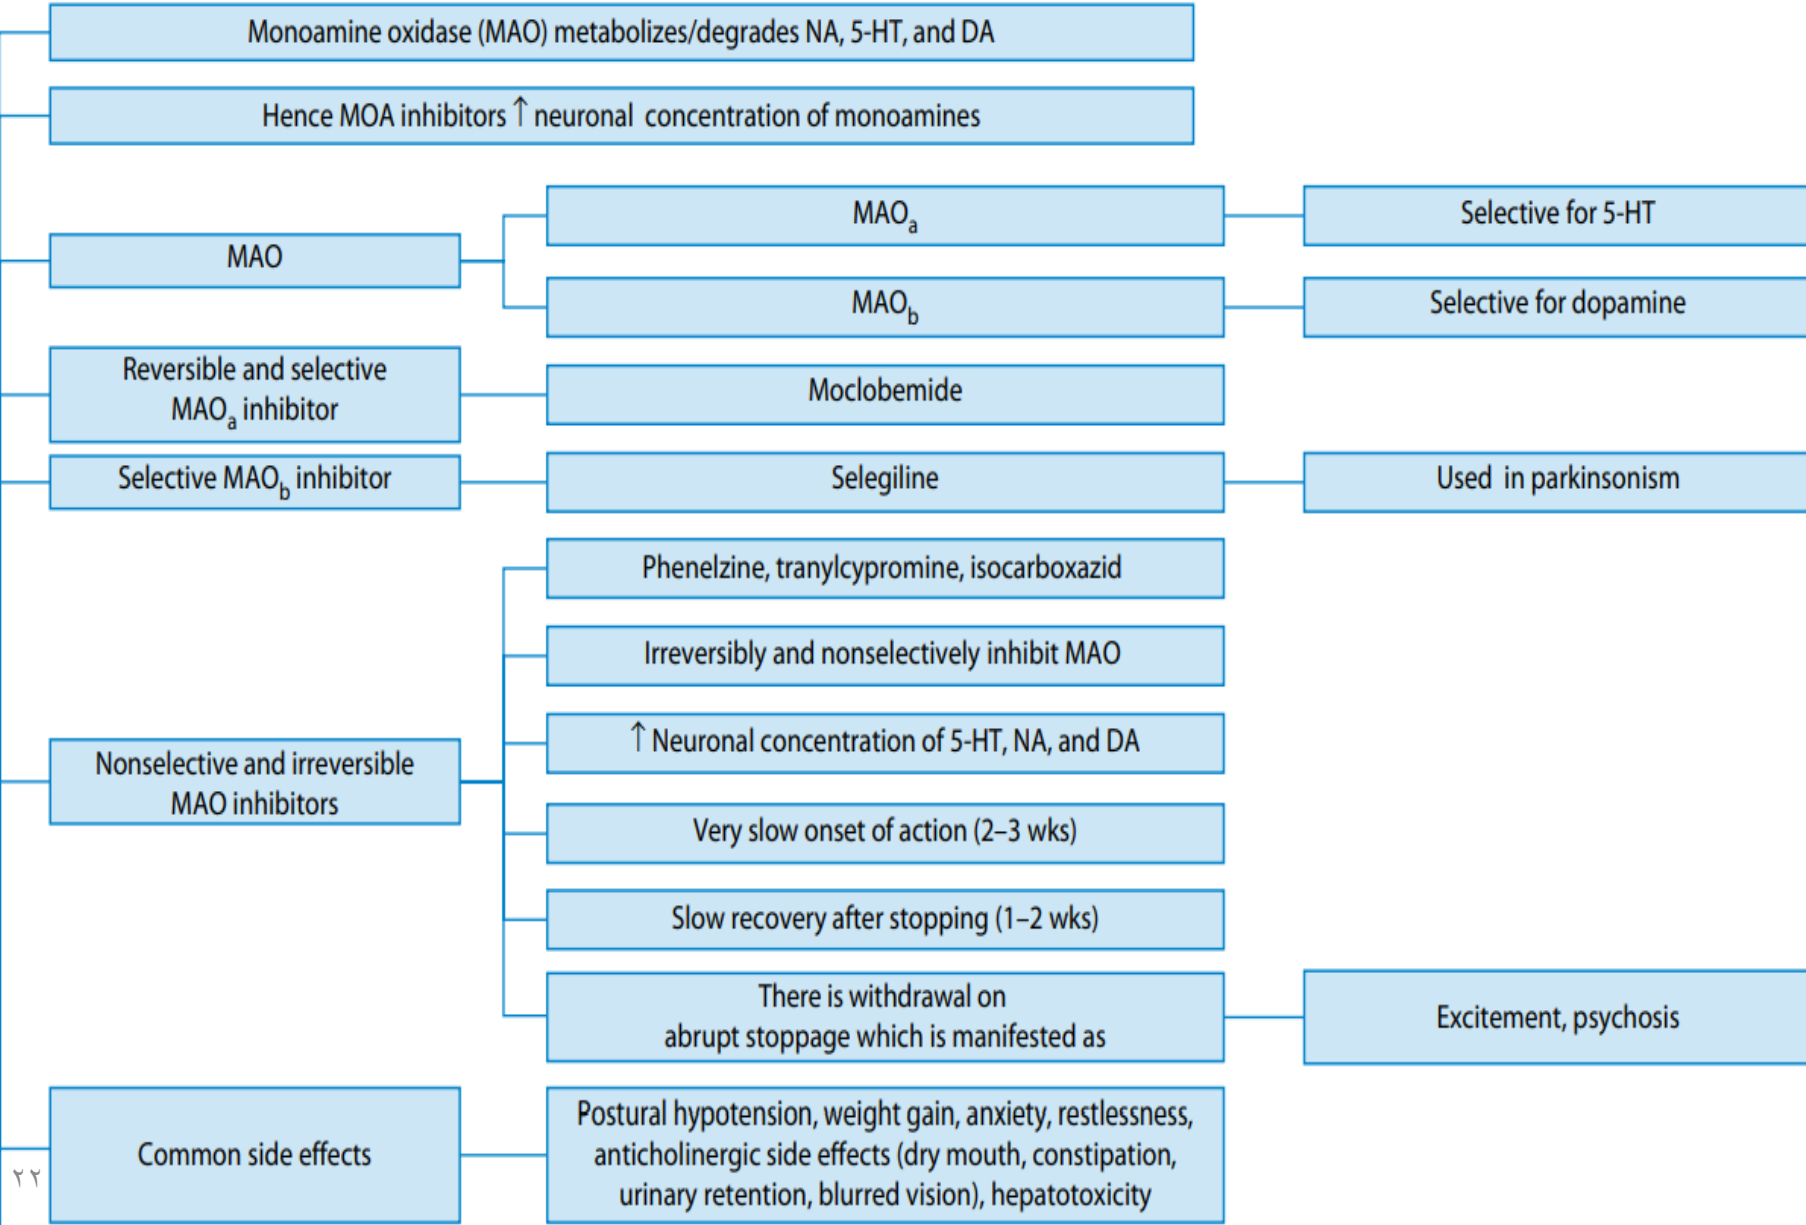 Monoamine oxidase (MAO) metabolizes/degrades NA, 5-HT, and DA
Hence MOA inhibitors ↑ neuronal concentration of monoamines
MAO
MAOa
Selective for 5-HT
MAOb
Selective for dopamine
Reversible and selective
MAOa inhibitor
Moclobemide
Selective MAOb inhibitor
Selegiline
Used in parkinsonism
Nonselective and irreversible
MAO inhibitors
Phenelzine, tranylcypromine, isocarboxazid
Irreversibly and nonselectively inhibit MAO
↑ Neuronal concentration of 5-HT, NA, and DA
Very slow onset of action (2–3 wks)
Slow recovery after stopping (1–2 wks)
There is withdrawal on
abrupt stoppage which is manifested as
Excitement, psychosis
Common side effects
Postural hypotension, weight gain, anxiety, restlessness,
anticholinergic side effects (dry mouth, constipation,
urinary retention, blurred vision), hepatotoxicity
٢٢